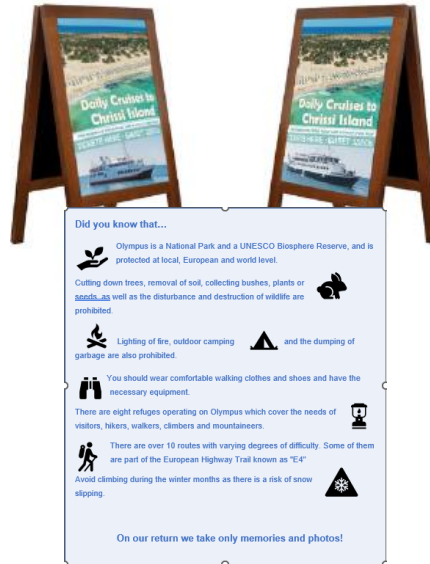 Daily Cruises to
Chrissi Island
Daily Cruises to
Chrissi Island
Did you know that...
Olympus is a National Park and a UNESCO Biosphere Reserve, and is
protected at local, European and world level.
Cutting down trees, removal of soil, collecting bushes, plants or
seeds, as well as the disturbance and destruction of wildlife are
prohibited.
Lighting of fire, outdoor camping and the dumping of
garbage are also prohibited.
You should wear comfortable walking clothes and shoes and have the
necessary equipment.
There are eight refuges operating on Olympus which cover the needs of
visitors, hikers, walkers, climbers and mountaineers.
There are over 10 routes with varying degrees of difficulty. Some of them
are part of the European Highway Trail known as "E4"
Avoid climbing during the winter months as there is a risk of snow
slipping.
On our return we take only memories and photos!